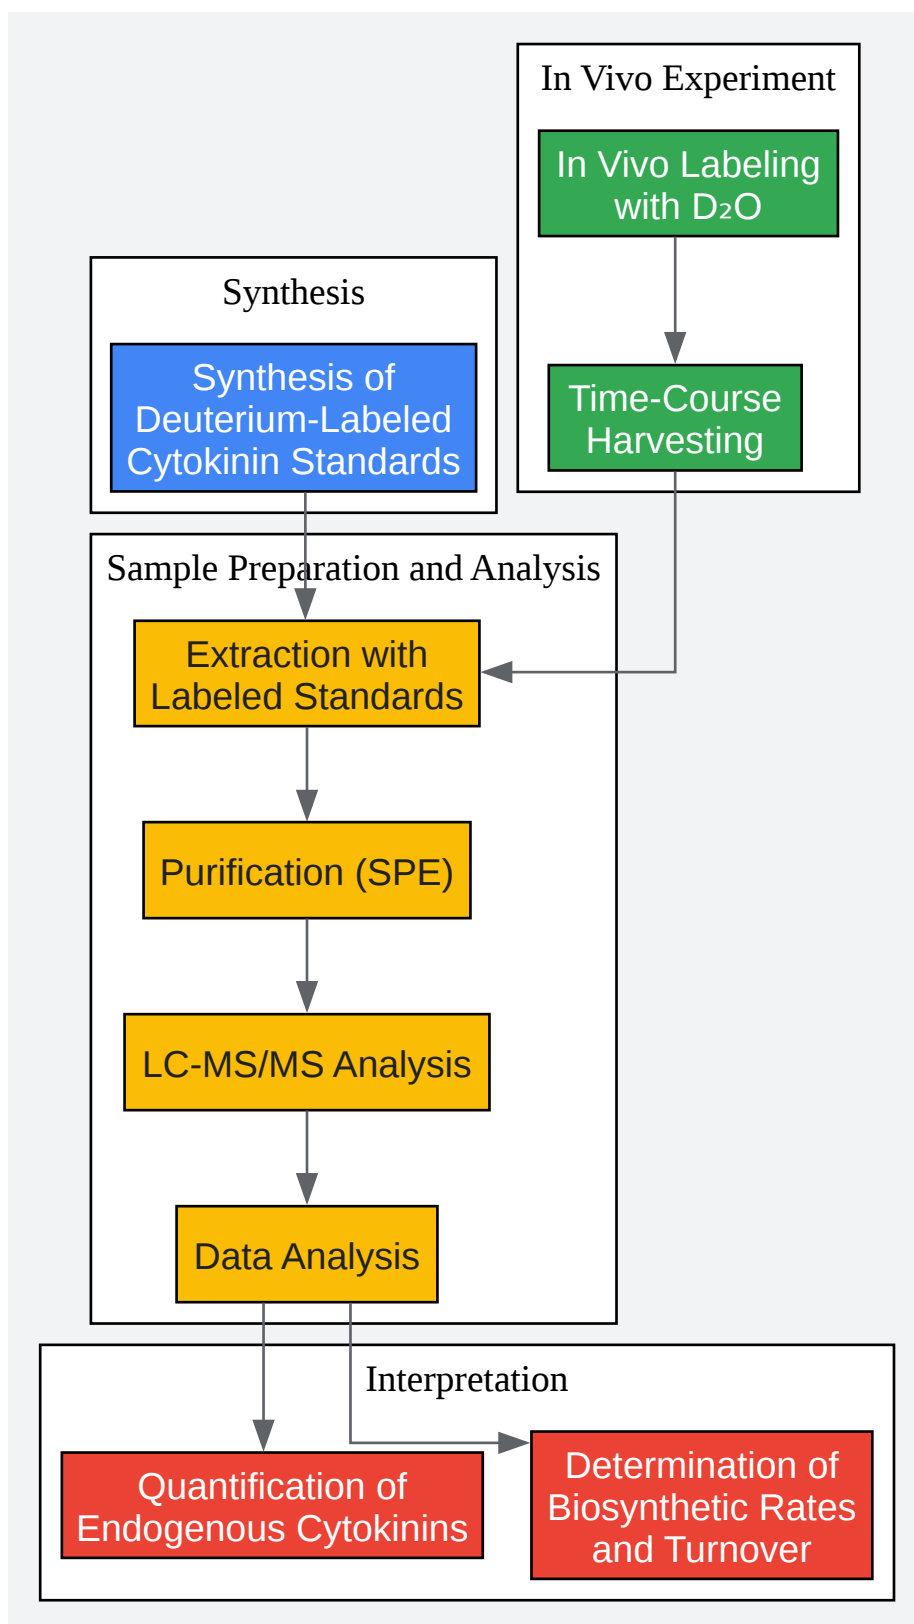 In Vivo Experiment
In Vivo Labeling
with D₂O
Synthesis
Synthesis of
Deuterium-Labeled
Cytokinin Standards
Time-Course
Harvesting
Sample Preparation and Analysis
Extraction with
Labeled Standards
Purification (SPE)
LC-MS/MS Analysis
Data Analysis
Interpretation
Quantification of
Endogenous Cytokinins
Determination of
Biosynthetic Rates
and Turnover